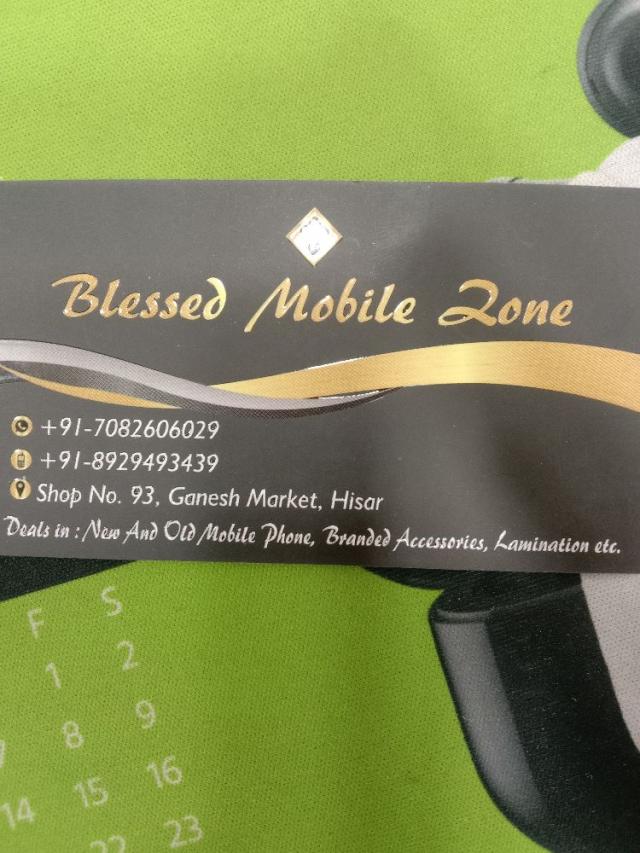 Blessed Mobile Zone
+91-7082606029
+91-8929493439
Shop No. 93, Ganesh Market, Hisar
Deals in : New And Old Mobile Phone, Branded Accessories, Lamination etc.
F S
1 2
8 9
14 15 16
22 23